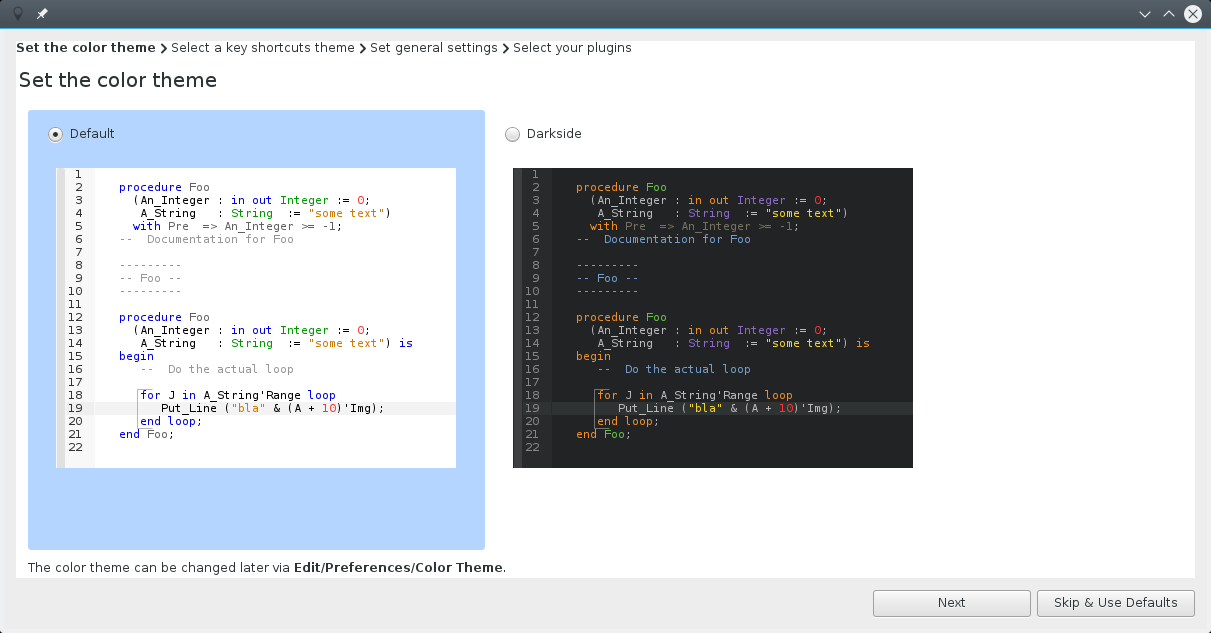 Set the color theme > Select a key shortcuts theme > Set general settings > Select your plugins
Set the color theme
Default
1
2 procedure Foo
3 (An_Integer : in out Integer := 0;
4 A_String : String := "some text")
5 with Pre => An_Integer >= -1;
6 -- Documentation for Foo
7
8 ---------
9 -- Foo --
10 ---------
11
12 procedure Foo
13 (An_Integer : in out Integer := 0;
14 A_String : String := "some text") is
15 begin
16 -- Do the actual loop
17
18 for J in A_String'Range loop
19 Put_Line ("bla" & (A + 10)'Img);
20 end loop;
21 end Foo;
22
Darkside
1
2 procedure Foo
3 (An_Integer : in out Integer := 0;
4 A_String : String := "some text")
5 with Pre => An_Integer >= -1;
6 -- Documentation for Foo
7
8 ---------
9 -- Foo --
10 ---------
11
12 procedure Foo
13 (An_Integer : in out Integer := 0;
14 A_String : String := "some text") is
15 begin
16 -- Do the actual loop
17
18 for J in A_String'Range loop
19 Put_Line ("bla" & (A + 10)'Img);
20 end loop;
21 end Foo;
22
The color theme can be changed later via Edit/Preferences/Color Theme.
Next
Skip & Use Defaults